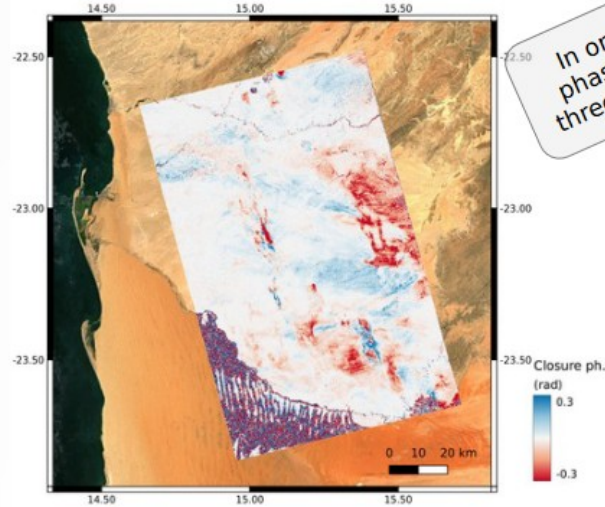 14.50 15.00 15.50
-22.50 -22.50
In or
phas
three
-23.00 -23.00
-23.50 -23.50
Closure ph.
(rad)
0.3
-0.3
0 10 20 km
14.50 15.00 15.50